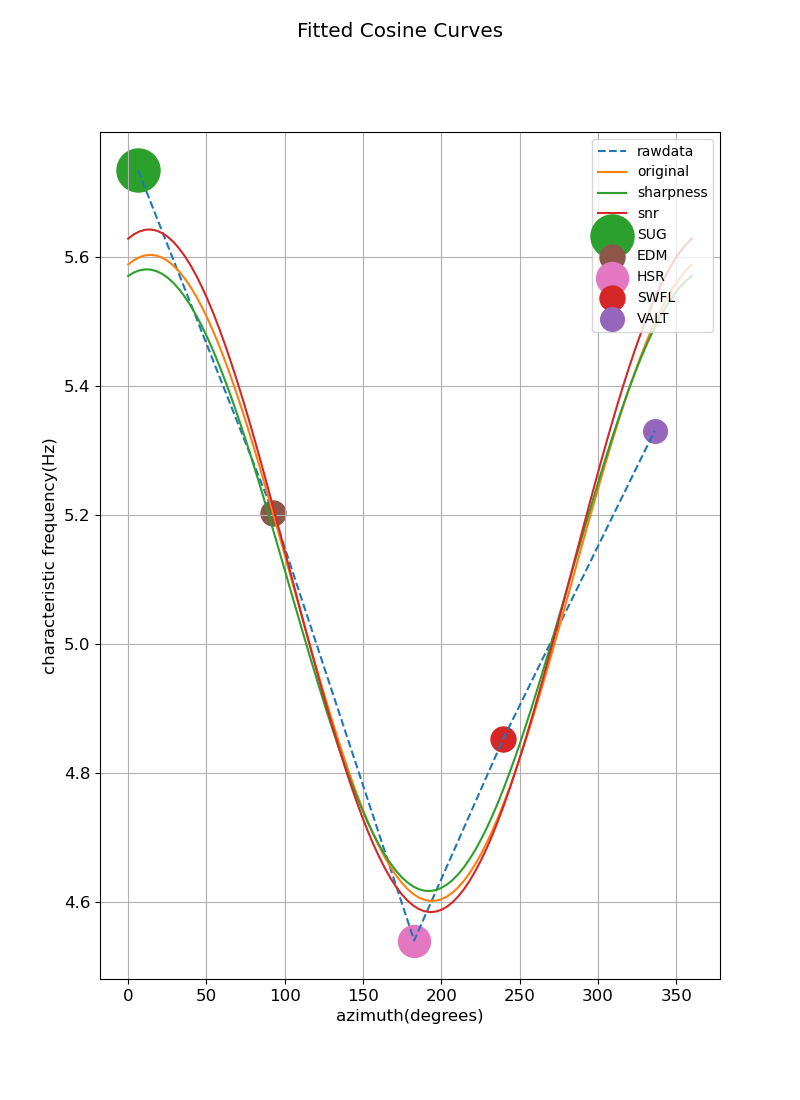 Fitted Cosine Curves
rawdata
original
sharpness
snr
SUG
EDM
HSR
SWFL
VALT
5.6
5.4
5.2
5.0
4.8
4.6
characteristic frequency(Hz)
0 50 100 150 200 250 300 350
azimuth(degrees)